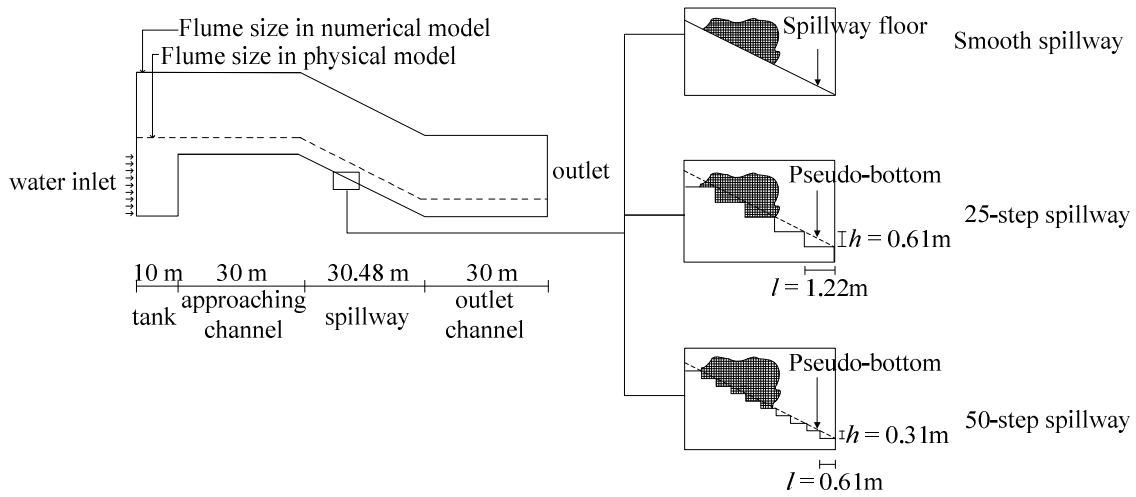 Flume size in numerical model
Flume size in physical model
water inlet
outlet
10 m
30 m
30.48 m
30 m
tank
approaching
channel
spillway
outlet
channel
Spillway floor
Smooth spillway
Pseudo-bottom
25-step spillway
h = 0.61m
l = 1.22m
Pseudo-bottom
50-step spillway
h = 0.31m
l =0.61m